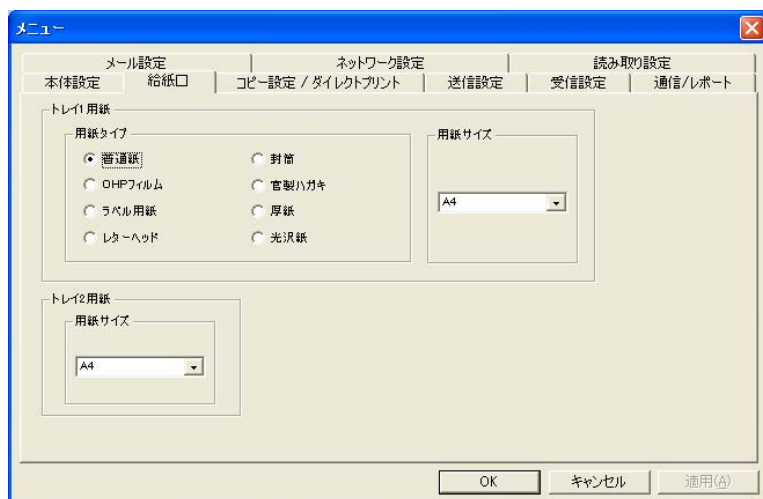 メニュー
メール設定 ネットワーク設定 読み取り設定
本体設定 給紙口 コピー設定 / ダイレクトプリント 送信設定 受信設定 通信/レポート
トレイ1用紙
用紙タイプ 用紙サイズ
普通紙 封筒
OHPフィルム 官製ハガキ
A4
ラベル用紙 厚紙
レターヘッド 光沢紙
トレイ2用紙
用紙サイズ
A4
OK キャンセル 適用(A)